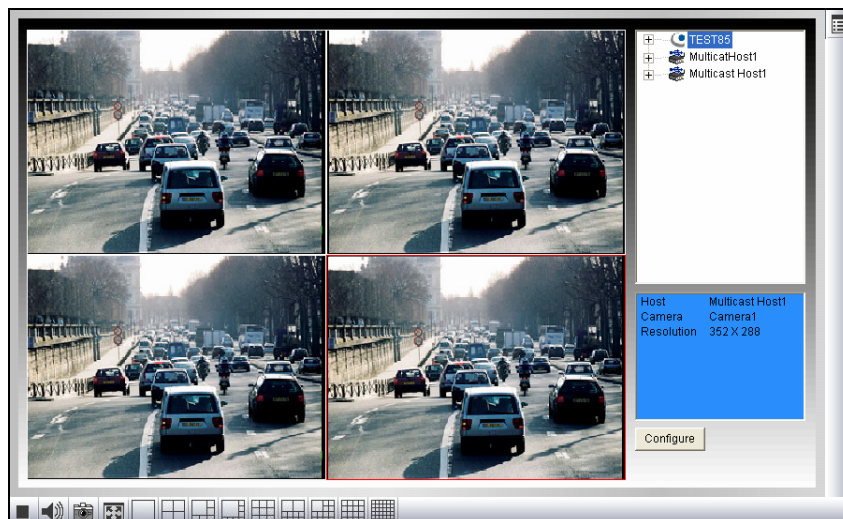 TEST85
MulticatHost1
Multicast Host1
Host Multicast Host1
Camera Camera1
Resolution 352 X 288
Configure